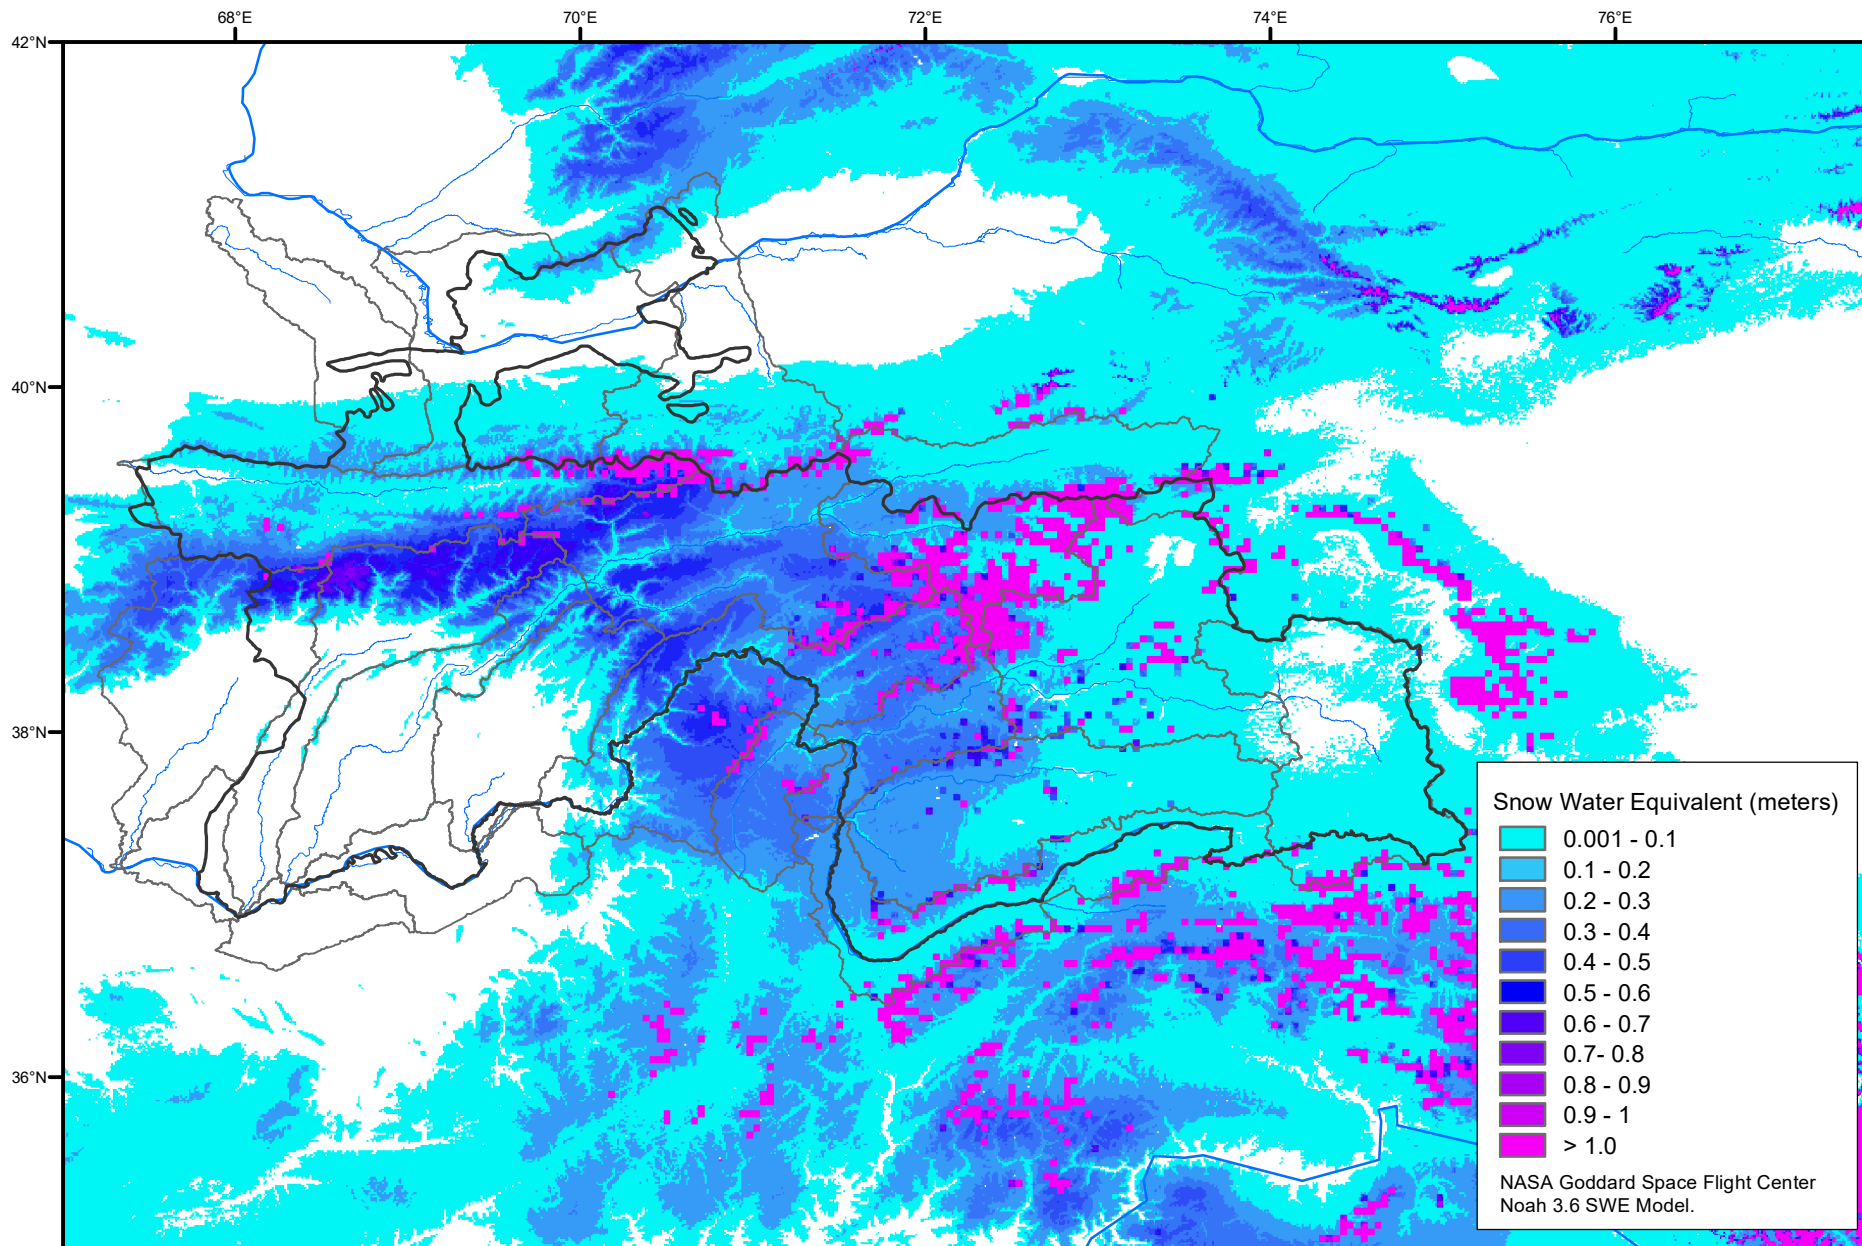 68°E 70°E 72°E 74°E 76°E
42°N
40°N
38°N
36°N
Snow Water Equivalent (meters)
0.001 - 0.1
0.1 - 0.2
0.2 - 0.3
0.3 - 0.4
0.4 - 0.5
0.5 - 0.6
0.6 - 0.7
0.7- 0.8
0.8 - 0.9
0.9 - 1
> 1.0
NASA Goddard Space Flight Center
Noah 3.6 SWE Model.